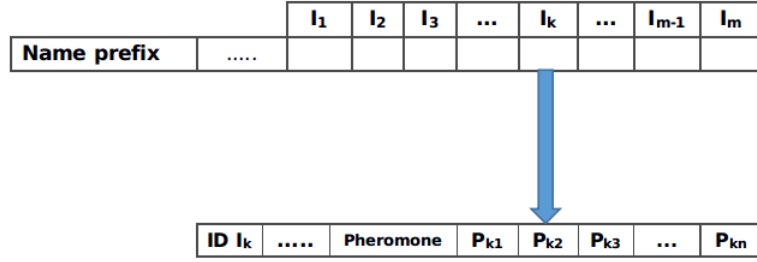 I1 I2 I3 ... Ik ... Im-1 Im
Name prefix .....
ID Ik ..... Pheromone Pk1 Pk2 Pk3 ... Pkn